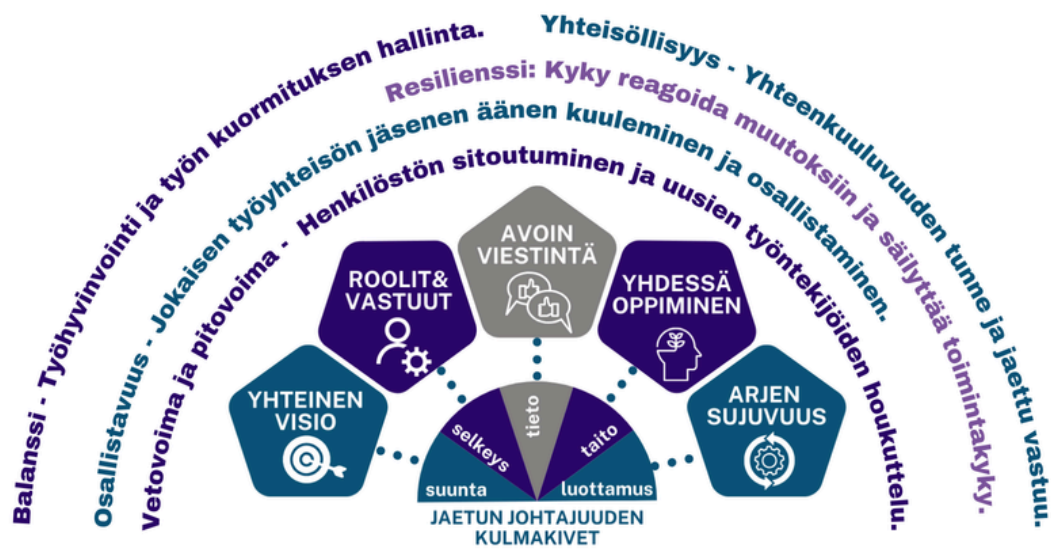 Balanssi - Työhyvinvointi ja työn kuormituksen hallinta.
Yhteisöllisyys - Yhteenkuuluvuuden tunne ja jaettu vastuu.
Resilienssi: Kyky reagoida muutoksiin ja säilyttää toimintakyky.
Osallistavuus - Jokaisen työyhteisön jäsenen äänen kuuleminen ja osallistaminen.
Vetovoima ja pitovoima - Henkilöstön sitoutuminen ja uusien työntekijöiden houkuttelu.
YHTEINEN
VISIO
ROOLIT&
VASTUUT
AVOIN
VIESTINTÄ
YHDESSÄ
OPPIMINEN
ARJEN
SUJUVUUS
suunta
selkeys
tieto
taito
luottamus
JAETUN JOHTAJUUDEN
KULMAKIVET